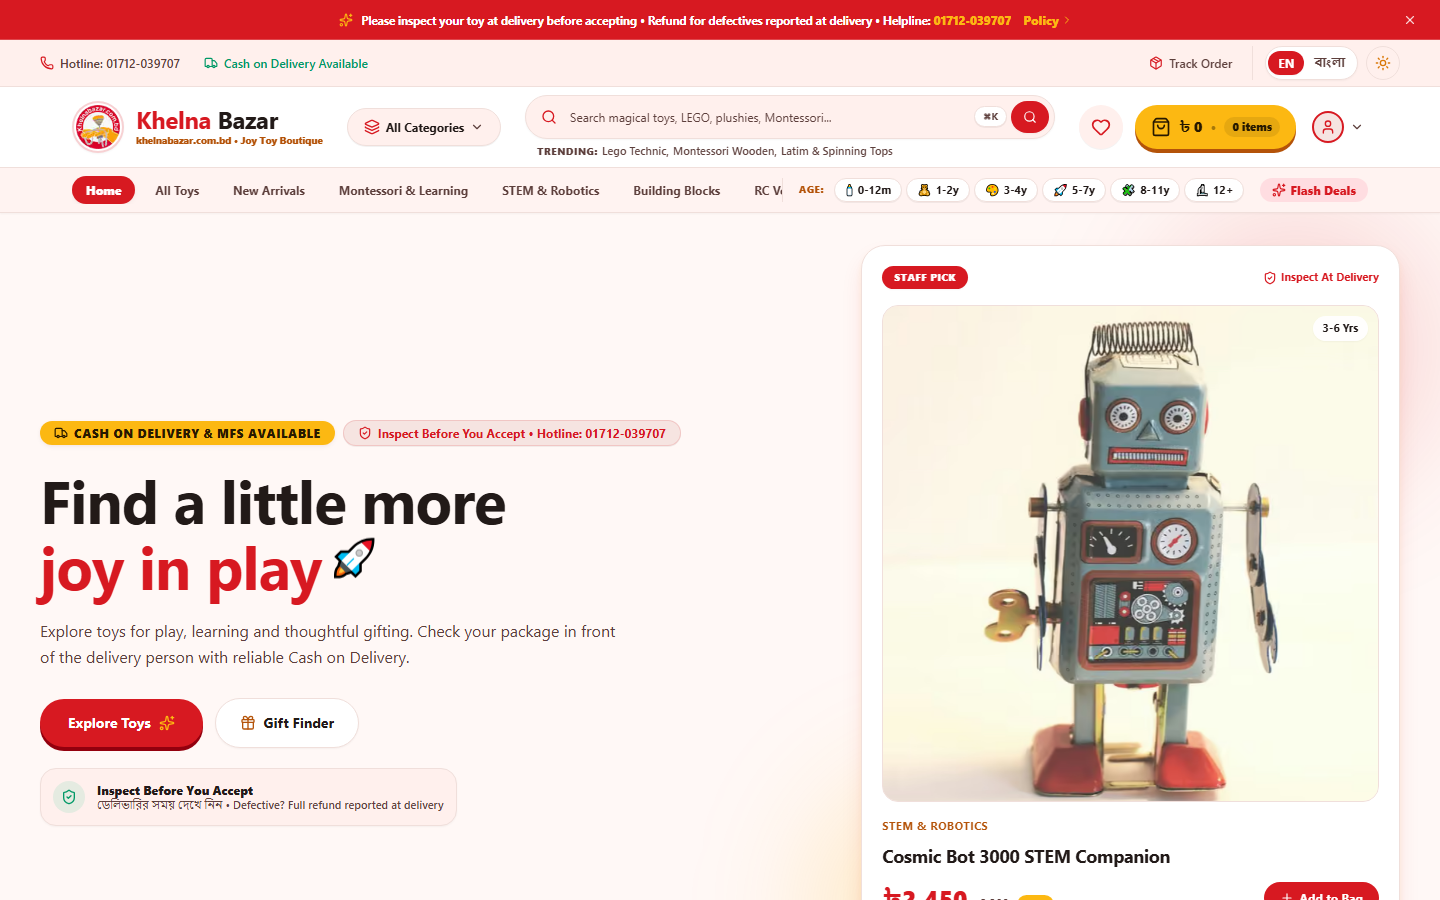 Please inspect your toy at delivery before accepting • Refund for defectives reported at delivery • Helpline: 01712-039707 Policy
Hotline: 01712-039707 Cash on Delivery Available
Track Order
EN বাংলা
Khelna Bazar
khelnabazar.com.bd • Joy Toy Boutique
All Categories
Search magical toys, LEGO, plushies, Montessori...
⌘K
৳ 0 • 0 items
TRENDING: Lego Technic, Montessori Wooden, Latim & Spinning Tops
Home All Toys New Arrivals Montessori & Learning STEM & Robotics Building Blocks RC
AGE: 0-12m 1-2y 3-4y 5-7y 8-11y 12+ Flash Deals
STAFF PICK
Inspect At Delivery
3-6 Yrs
CASH ON DELIVERY & MFS AVAILABLE
Inspect Before You Accept • Hotline: 01712-039707
Find a little more
joy in play
Explore toys for play, learning and thoughtful gifting. Check your package in front
of the delivery person with reliable Cash on Delivery.
Explore Toys Gift Finder
Inspect Before You Accept
ডেলিভারির সময় দেখে নিন • Defective? Full refund reported at delivery
STEM & ROBOTICS
Cosmic Bot 3000 STEM Companion
৳2,450
Add to Bag